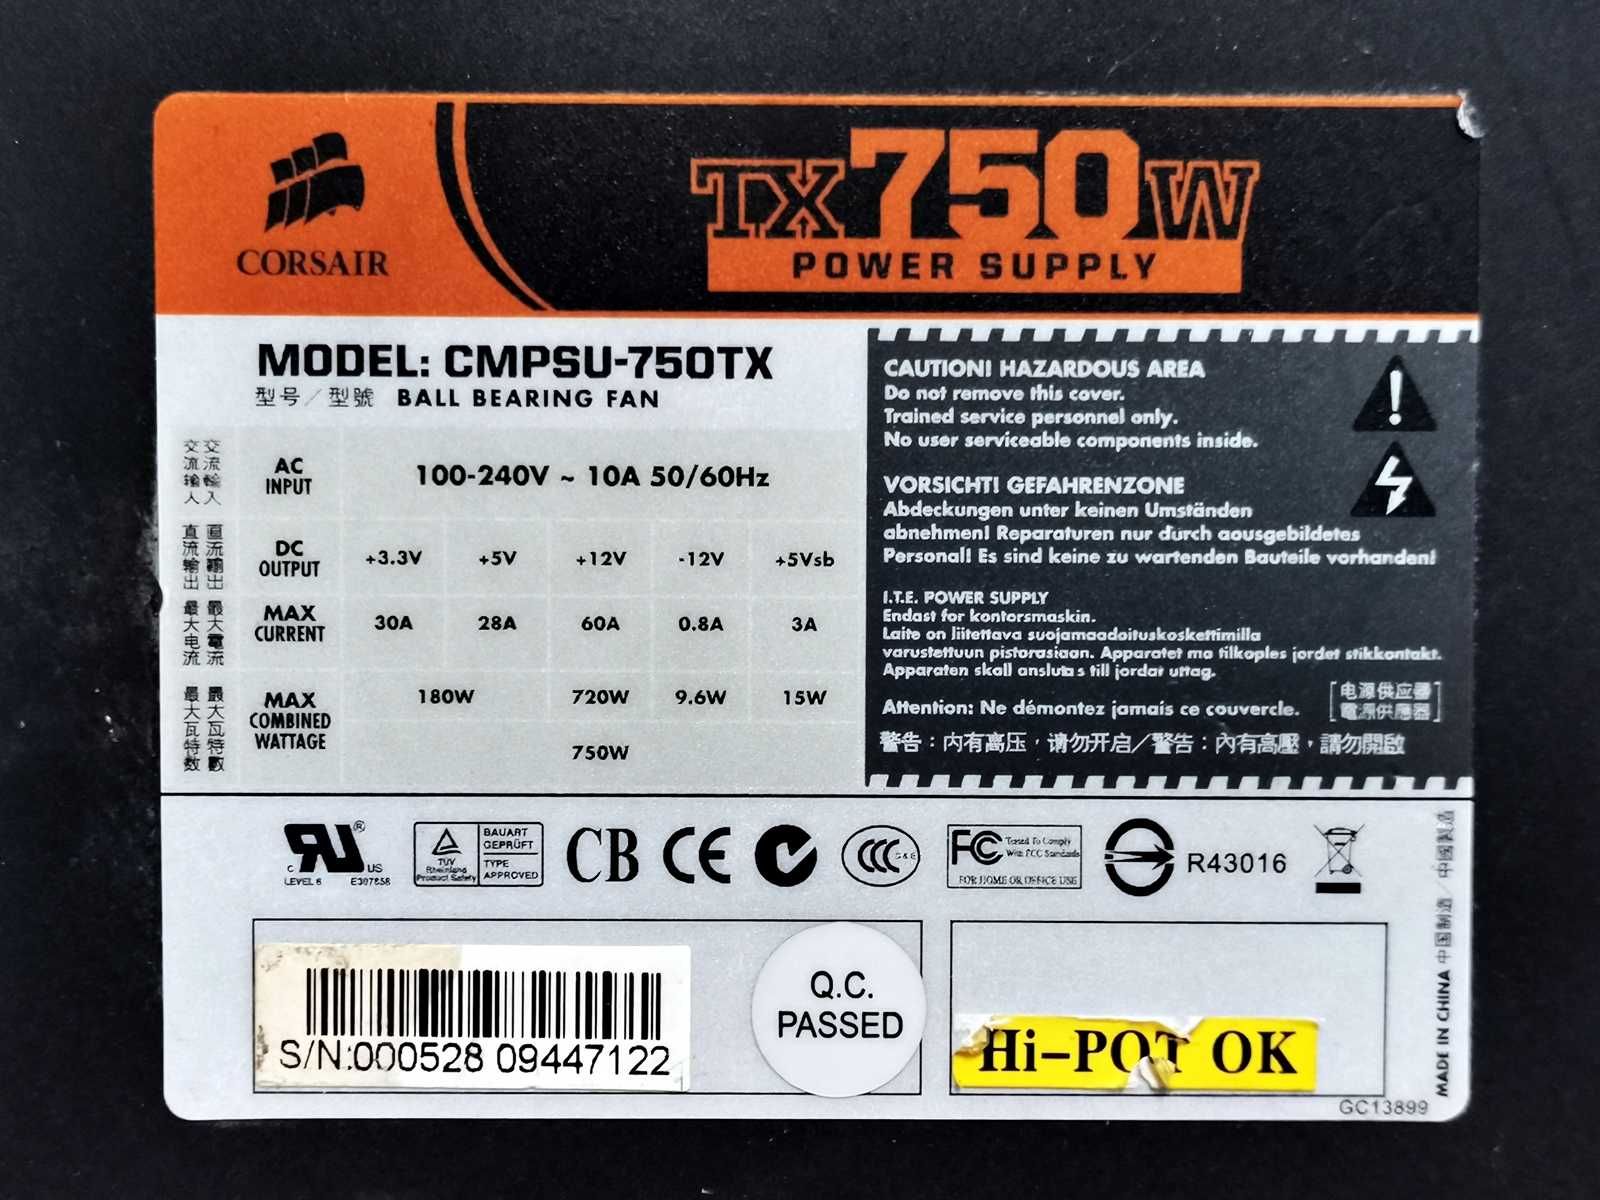 CORSAIR
TX750W
POWER SUPPLY
MODEL: CMPSU-750TX
型号／型號 BALL BEARING FAN
交流输入 交流輸入 AC INPUT 100-240V ~ 10A 50/60Hz
直流输出 直流輸出 DC OUTPUT +3.3V +5V +12V -12V +5Vsb
最大电流 最大電流 MAX CURRENT 30A 28A 60A 0.8A 3A
最大瓦特数 最大瓦特數 MAX COMBINED WATTAGE 180W 720W 9.6W 15W
750W
CAUTION! HAZARDOUS AREA
Do not remove this cover.
Trained service personnel only.
No user serviceable components inside.
VORSICHT! GEFAHRENZONE
Abdeckungen unter keinen Umständen
abnehmen! Reparaturen nur durch aousgebildetes
Personal! Es sind keine zu wartenden Bauteile vorhanden!
I.T.E. POWER SUPPLY
Endast for kontorsmaskin.
Laite on liitettava suojamaadoituskoskettimilla
varustettuun pistorasiaan. Apparatet ma tilkoples jordet stikkontakt.
Apparaten skall anslutas till jordat uttag.
Attention: Ne démontez jamais ce couvercle.
电源供应器
電源供應器
警告：内有高压，请勿开启／警告：內有高壓，請勿開啟
c RU US
LEVEL 6 E307858
TÜV
Rheinland
Product Safety
BAUART
GEPRÜFT
TYPE
APPROVED
CB
CE
CCC S&E
FC Tested To Comply
With FCC Standards
FOR HOME OR OFFICE USE
R43016
S/N:000528 09447122
Q.C.
PASSED
Hi-POT OK
GC13899
MADE IN CHINA 中国制造 / 中國製造